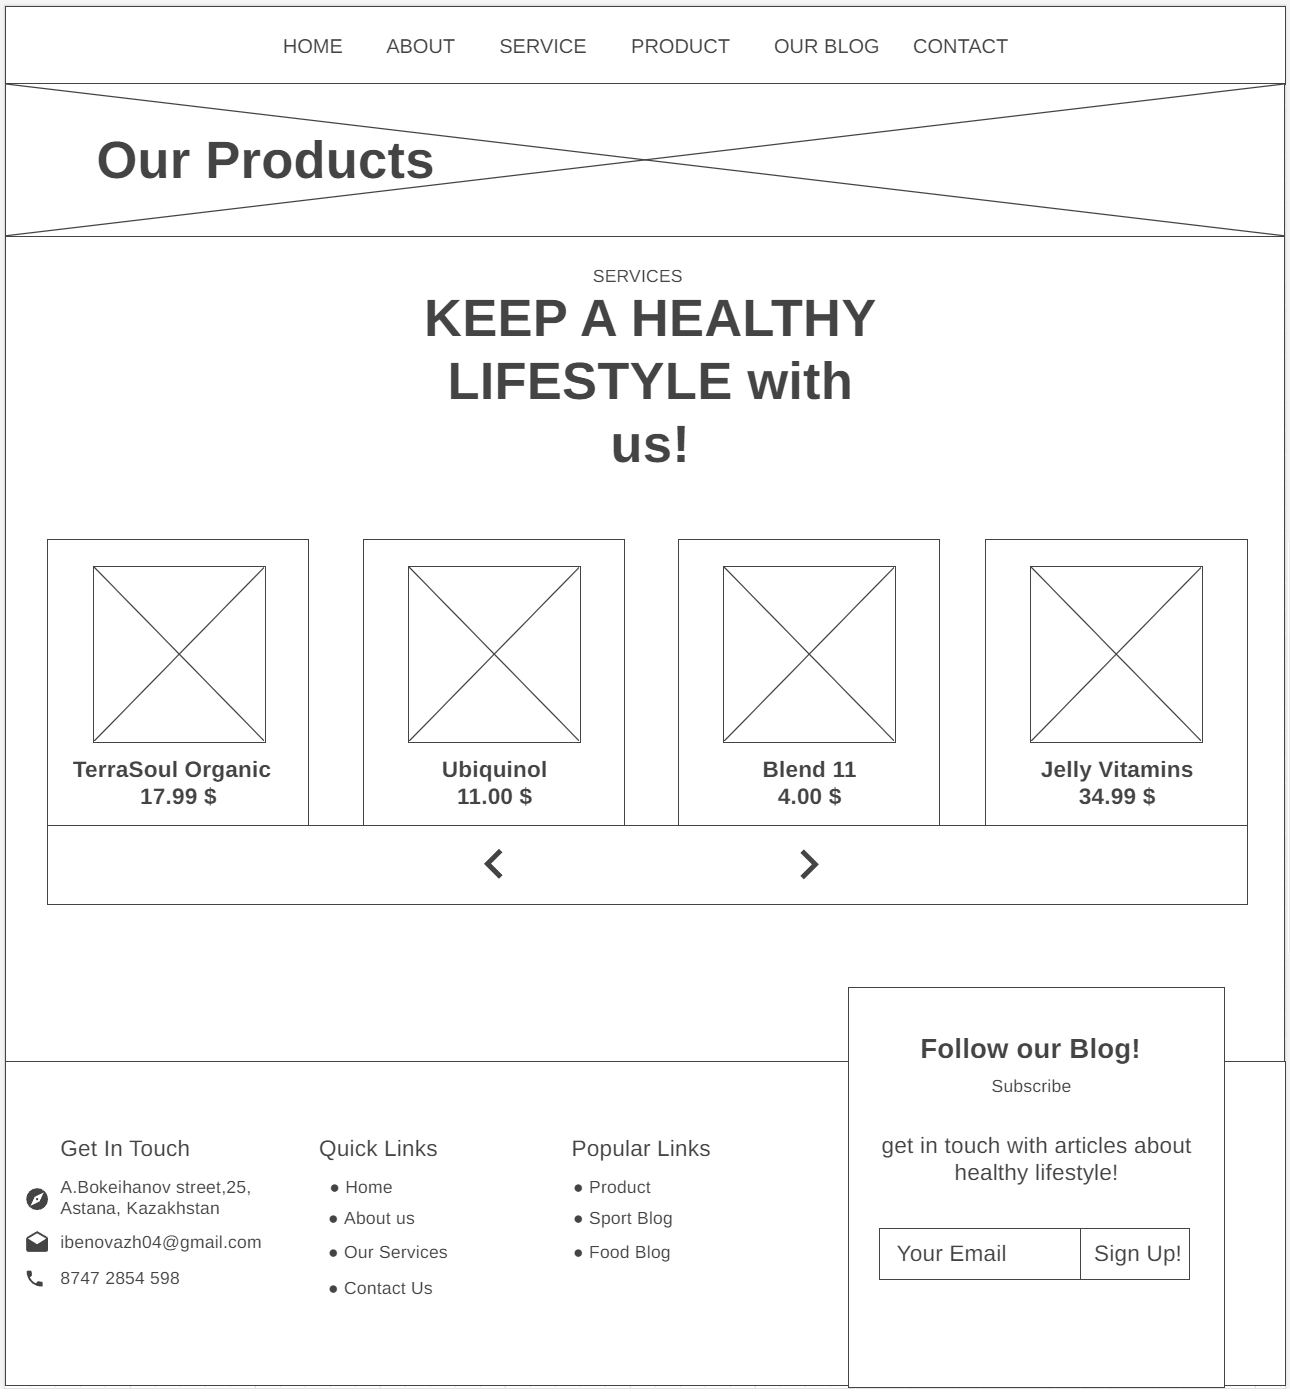 HOME ABOUT SERVICE PRODUCT OUR BLOG CONTACT
Our Products
SERVICES
KEEP A HEALTHY
LIFESTYLE with
us!
TerraSoul Organic
17.99 $
Ubiquinol
11.00 $
Blend 11
4.00 $
Jelly Vitamins
34.99 $
Get In Touch
A.Bokeihanov street,25,
Astana, Kazakhstan
ibenovazh04@gmail.com
8747 2854 598
Quick Links
● Home
● About us
● Our Services
● Contact Us
Popular Links
● Product
● Sport Blog
● Food Blog
Follow our Blog!
Subscribe
get in touch with articles about
healthy lifestyle!
Your Email Sign Up!